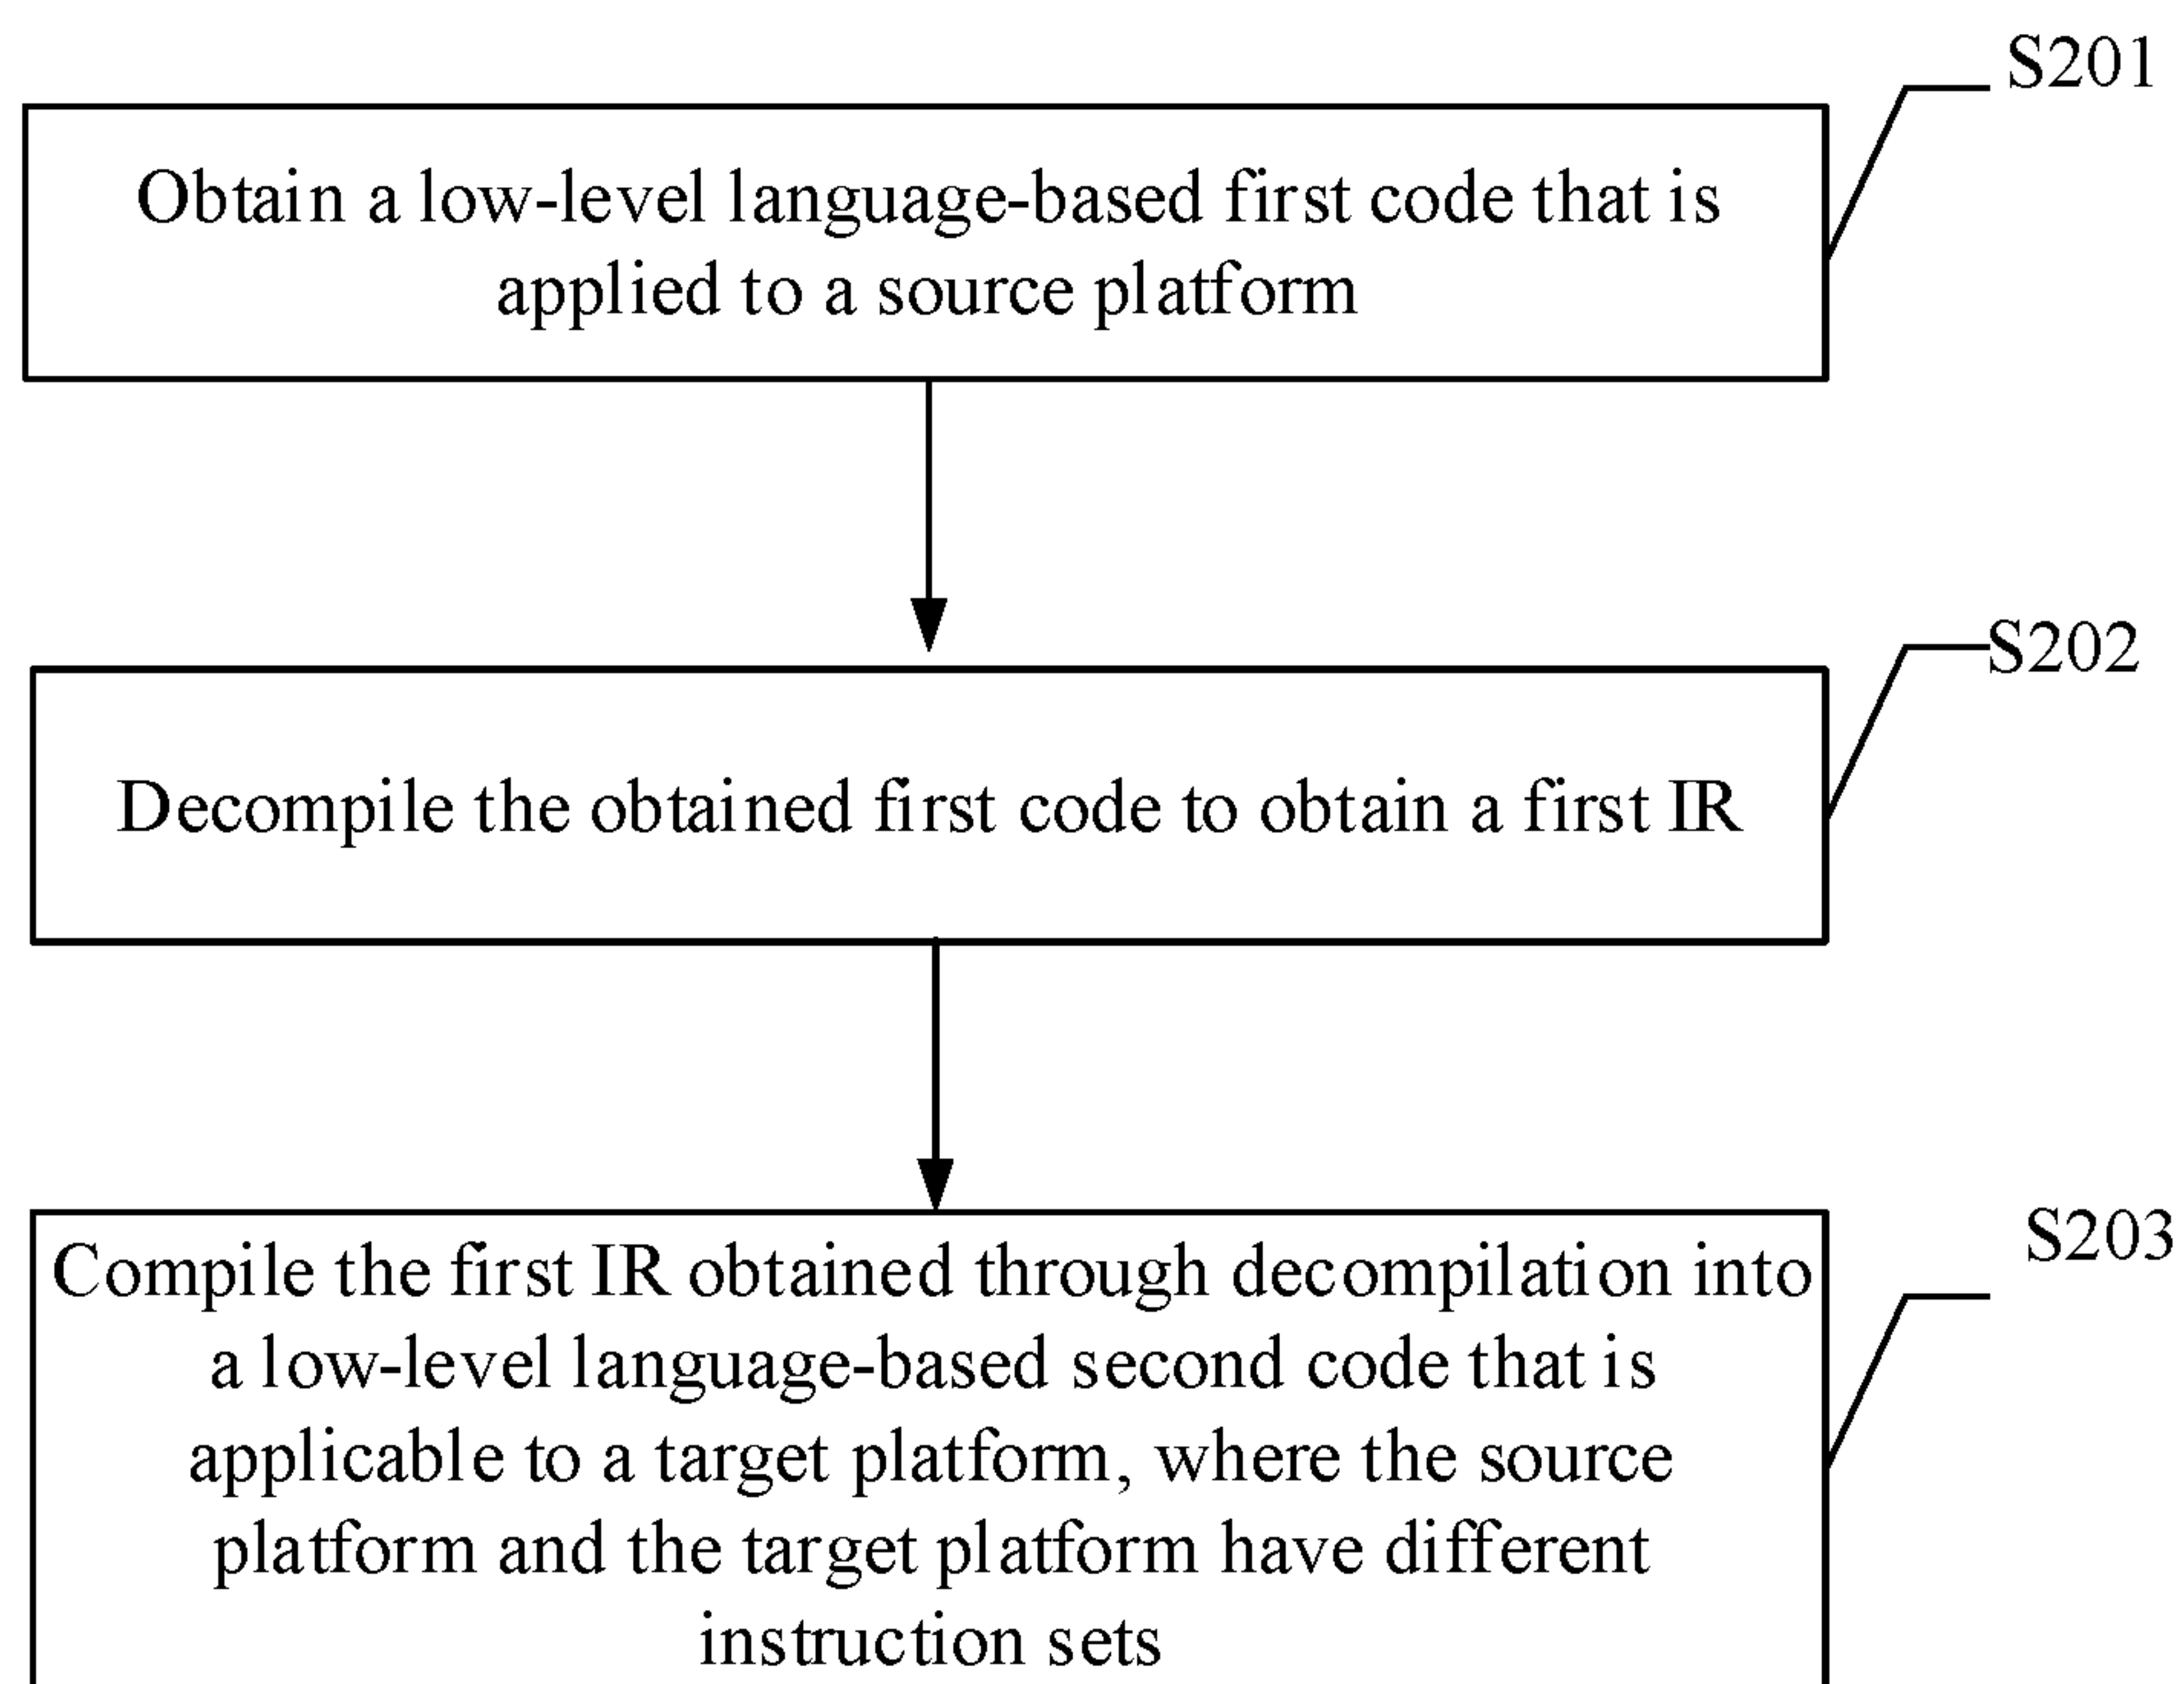 S201
Obtain a low-level language-based first code that is
applied to a source platform
S202
Decompile the obtained first code to obtain a first IR
S203
Compile the first IR obtained through decompilation into
a low-level language-based second code that is
applicable to a target platform, where the source
platform and the target platform have different
instruction sets